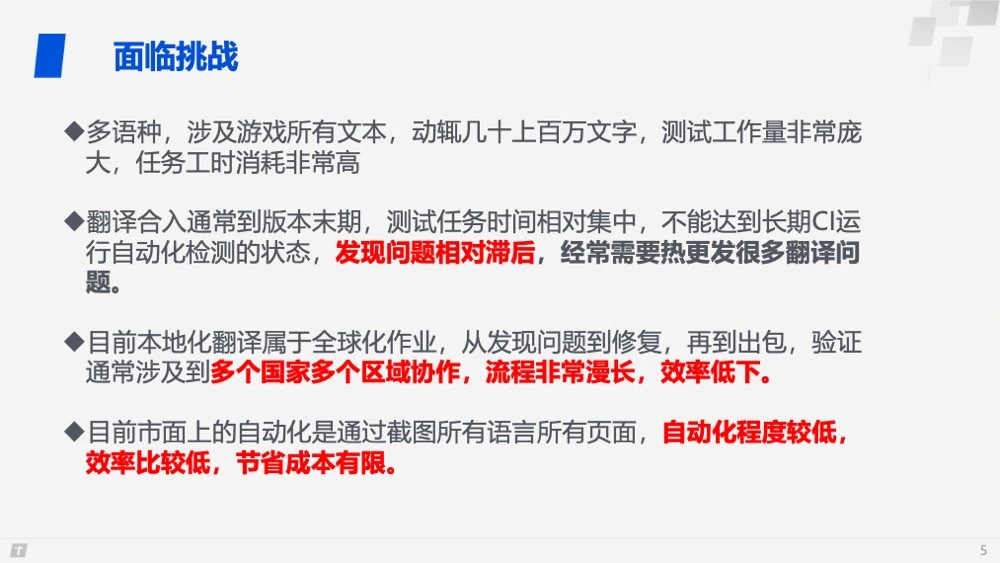 面临挑战
◆多语种，涉及游戏所有文本，动辄几十上百万文字，测试工作量非常庞
大，任务工时消耗非常高
◆翻译合入通常到版本末期，测试任务时间相对集中，不能达到长期CI运
行自动化检测的状态，发现问题相对滞后，经常需要热更发很多翻译问
题。
◆目前本地化翻译属于全球化作业，从发现问题到修复，再到出包，验证
通常涉及到多个国家多个区域协作，流程非常漫长，效率低下。
◆目前市面上的自动化是通过截图所有语言所有页面，自动化程度较低，
效率比较低，节省成本有限。
T
5